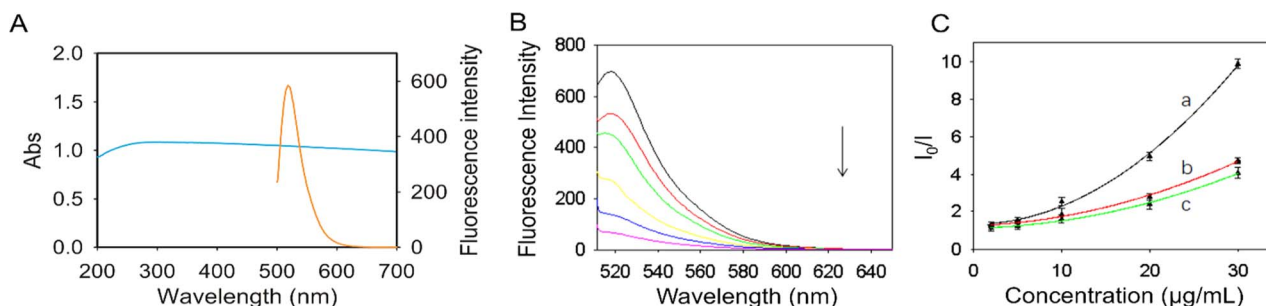 A
Abs
2.0
1.5
1.0
0.5
0.0
200 300 400 500 600 700
Wavelength (nm)
600
400
200
0
Fluorescence intensity
B
Fluorescence Intensity
800
600
400
200
0
520 540 560 580 600 620 640
Wavelength (nm)
C
I₀/I
10
8
6
4
2
0
a
b
c
0 10 20 30
Concentration (µg/mL)